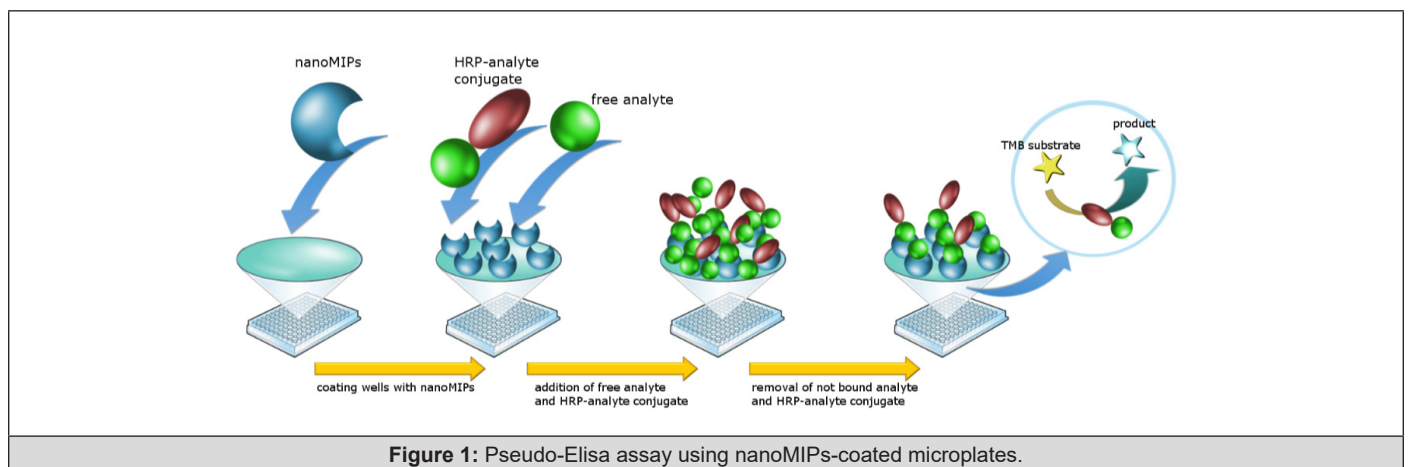 nanoMIPs
HRP-analyte
conjugate
free analyte
product
TMB substrate
coating wells with nanoMIPs
addition of free analyte
and HRP-analyte conjugate
removal of not bound analyte
and HRP-analyte conjugate
Figure 1: Pseudo-Elisa assay using nanoMIPs-coated microplates.